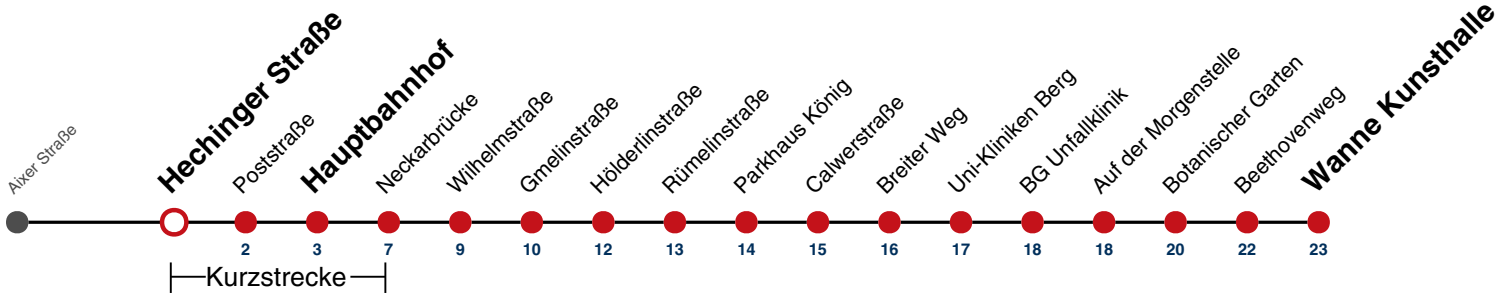 Aixer Straße
Hechinger Straße
Poststraße
Hauptbahnhof
Neckarbrücke
Wilhelmstraße
Gmelinstraße
Hölderlinstraße
Rümelinstraße
Parkhaus König
Calwerstraße
Breiter Weg
Uni-Kliniken Berg
BG Unfallklinik
Auf der Morgenstelle
Botanischer Garten
Beethovenweg
Wanne Kunsthalle
2 3 7 9 10 12 13 14 15 16 17 18 18 20 22 23
Kurzstrecke